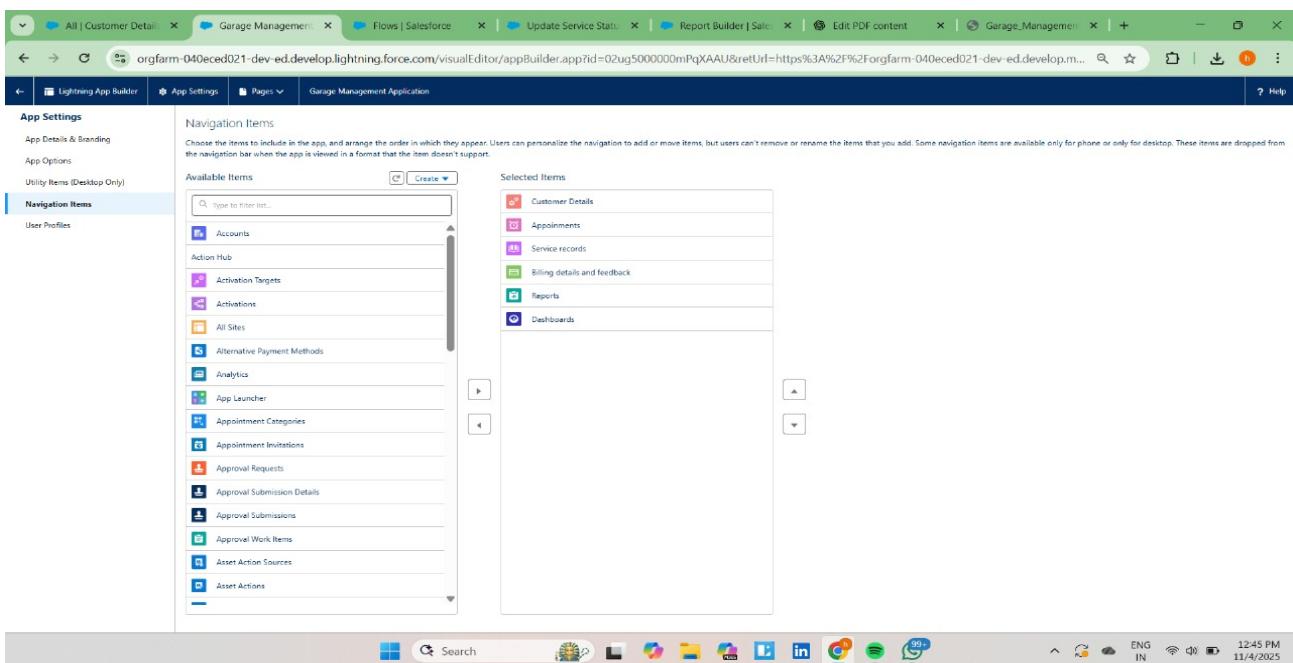 All | Customer Detail
Garage Management
Flows | Salesforce
Update Service Statu
Report Builder | Sale
Edit PDF content
Garage_Managemen
orgfarm-040eced021-dev-ed.develop.lightning.force.com/visualEditor/appBuilder.app?id=02ug5000000mPqXAAU&retUrl=https%3A%2F%2Forgfarm-040eced021-dev-ed.develop.m...
h
Lightning App Builder
App Settings
Pages
Garage Management Application
? Help
App Settings
App Details & Branding
App Options
Utility Items (Desktop Only)
Navigation Items
User Profiles
Navigation Items
Choose the items to include in the app, and arrange the order in which they appear. Users can personalize the navigation to add or move items, but users can't remove or rename the items that you add. Some navigation items are available only for phone or only for desktop. These items are dropped from
the navigation bar when the app is viewed in a format that the item doesn't support.
Available Items
Create
Type to filter list...
Accounts
Action Hub
Activation Targets
Activations
All Sites
Alternative Payment Methods
Analytics
App Launcher
Appointment Categories
Appointment Invitations
Approval Requests
Approval Submission Details
Approval Submissions
Approval Work Items
Asset Action Sources
Asset Actions
Selected Items
Customer Details
Appoinments
Service records
Billing details and feedback
Reports
Dashboards
Search
in
h
99+
ENG
IN
12:45 PM
11/4/2025